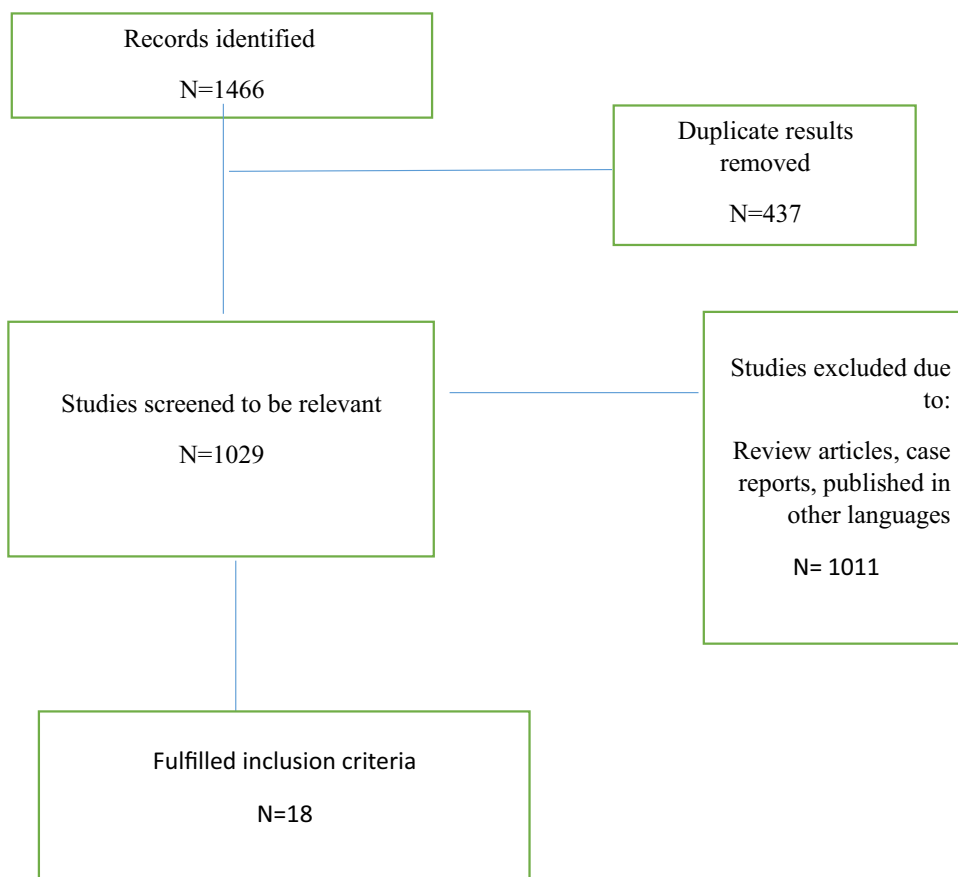 Records identified
N=1466
Duplicate results
removed
N=437
Studies screened to be relevant
N=1029
Studies excluded due
to:
Review articles, case
reports, published in
other languages
N= 1011
Fulfilled inclusion criteria
N=18